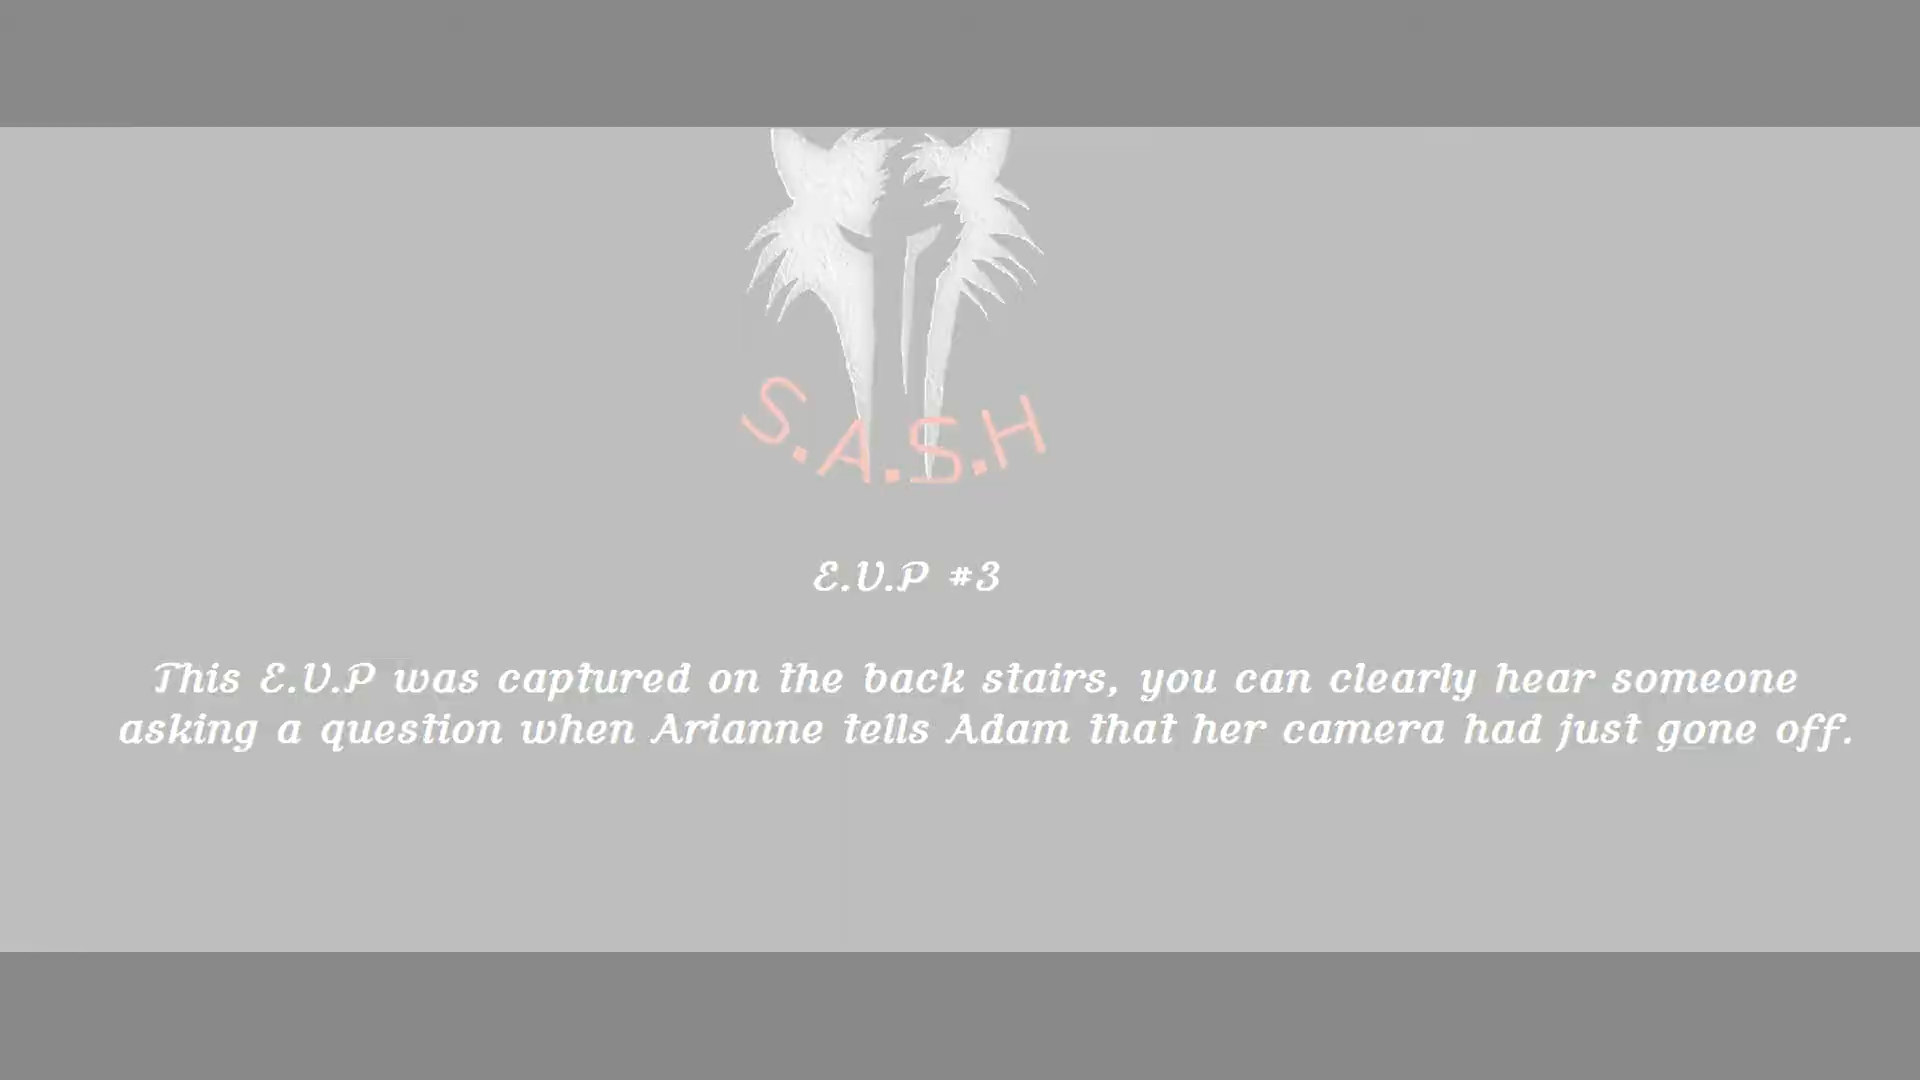 S.A.S.H
E.V.P #3
This E.V.P was captured on the back stairs, you can clearly hear someone
asking a question when Arianne tells Adam that her camera had just gone off.